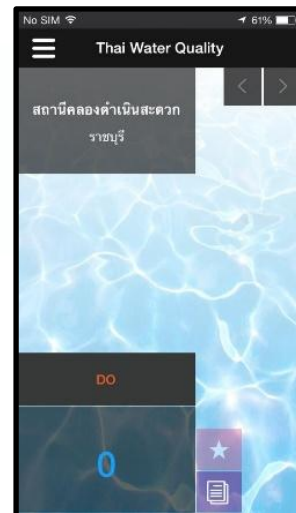 No SIM 61%
Thai Water Quality
สถานีคลองดำเนินสะดวก
ราชบุรี
DO
0